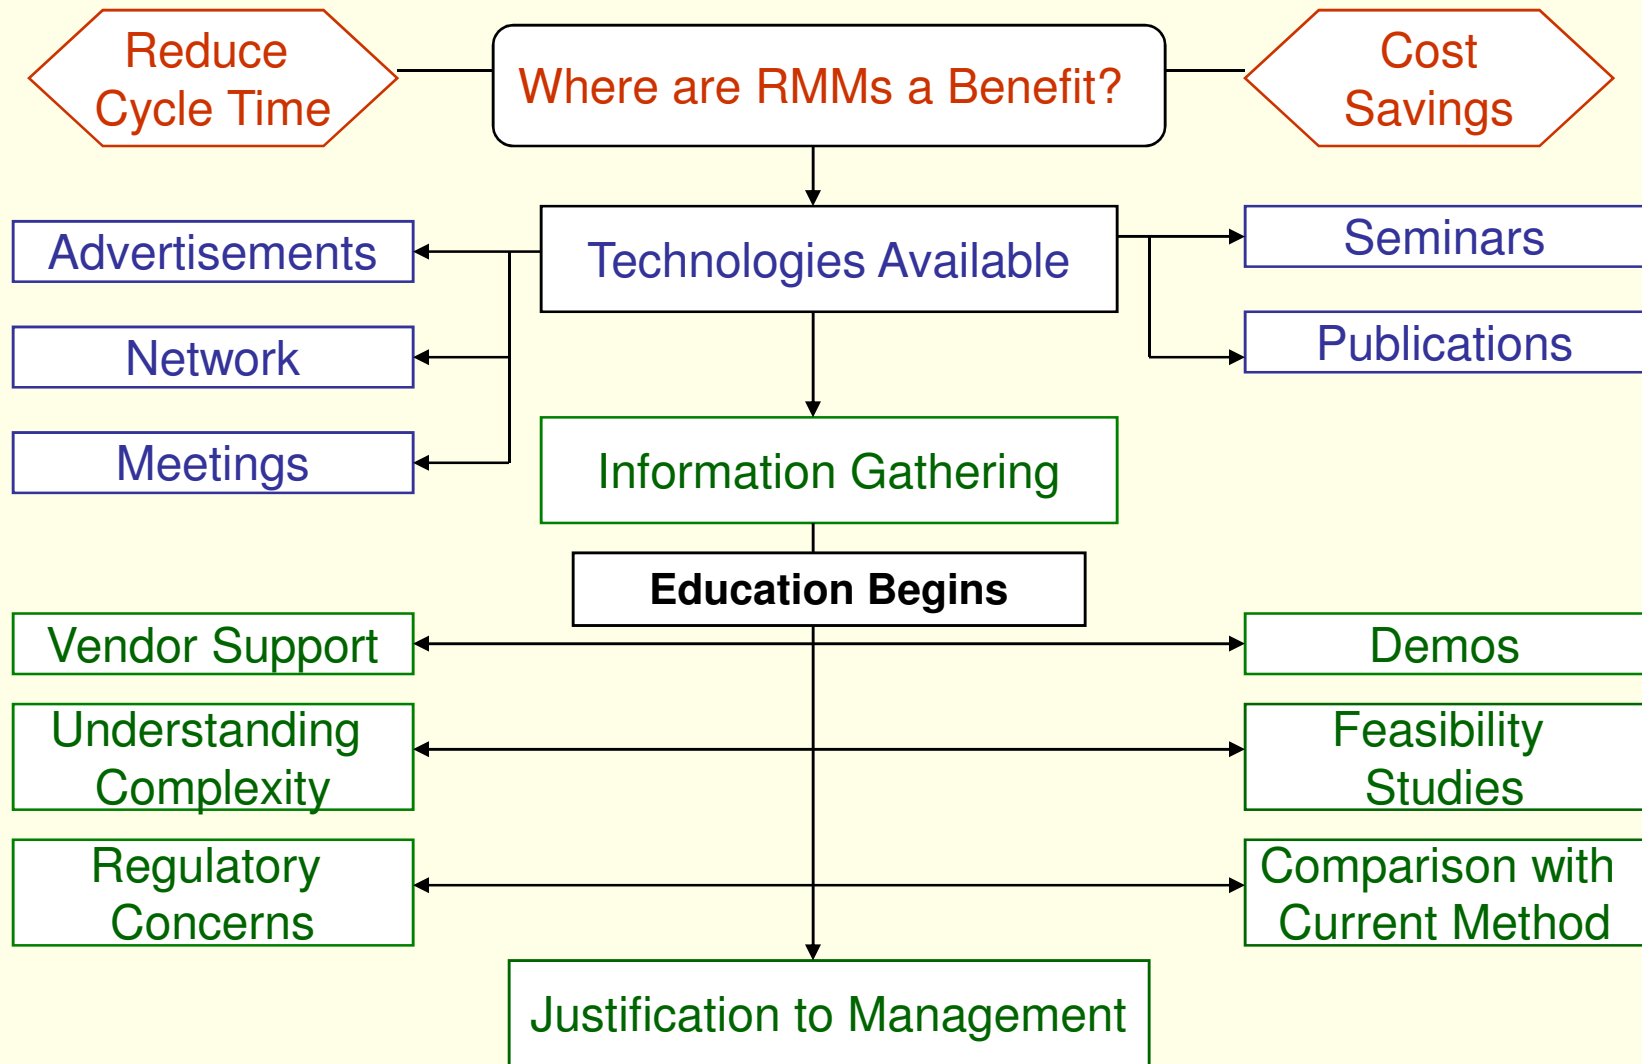 Reduce
Cycle Time
Where are RMMs a Benefit?
Cost
Savings
Advertisements
Technologies Available
Seminars
Network
Publications
Meetings
Information Gathering
Education Begins
Vendor Support
Demos
Understanding
Complexity
Feasibility
Studies
Regulatory
Concerns
Comparison with
Current Method
Justification to Management